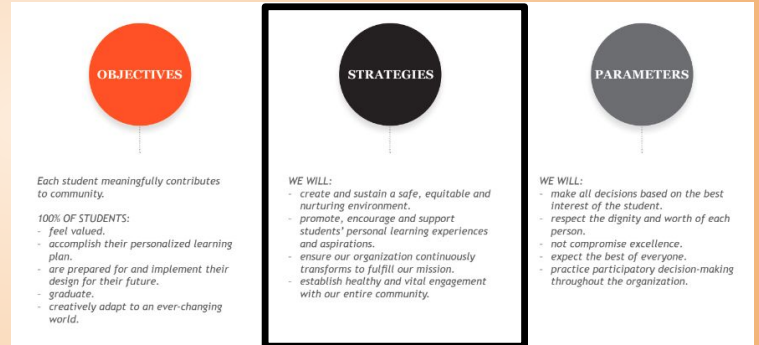 OBJECTIVES
Each student meaningfully contributes
to community.
100% OF STUDENTS:
- feel valued.
- accomplish their personalized learning
plan.
- are prepared for and implement their
design for their future.
- graduate.
- creatively adapt to an ever-changing
world.
STRATEGIES
WE WILL:
- create and sustain a safe, equitable and
nurturing environment.
- promote, encourage and support
students' personal learning experiences
and aspirations.
- ensure our organization continuously
transforms to fulfill our mission.
- establish healthy and vital engagement
with our entire community.
PARAMETERS
WE WILL:
- make all decisions based on the best
interest of the student.
- respect the dignity and worth of each
person.
- not compromise excellence.
- expect the best of everyone.
- practice participatory decision-making
throughout the organization.